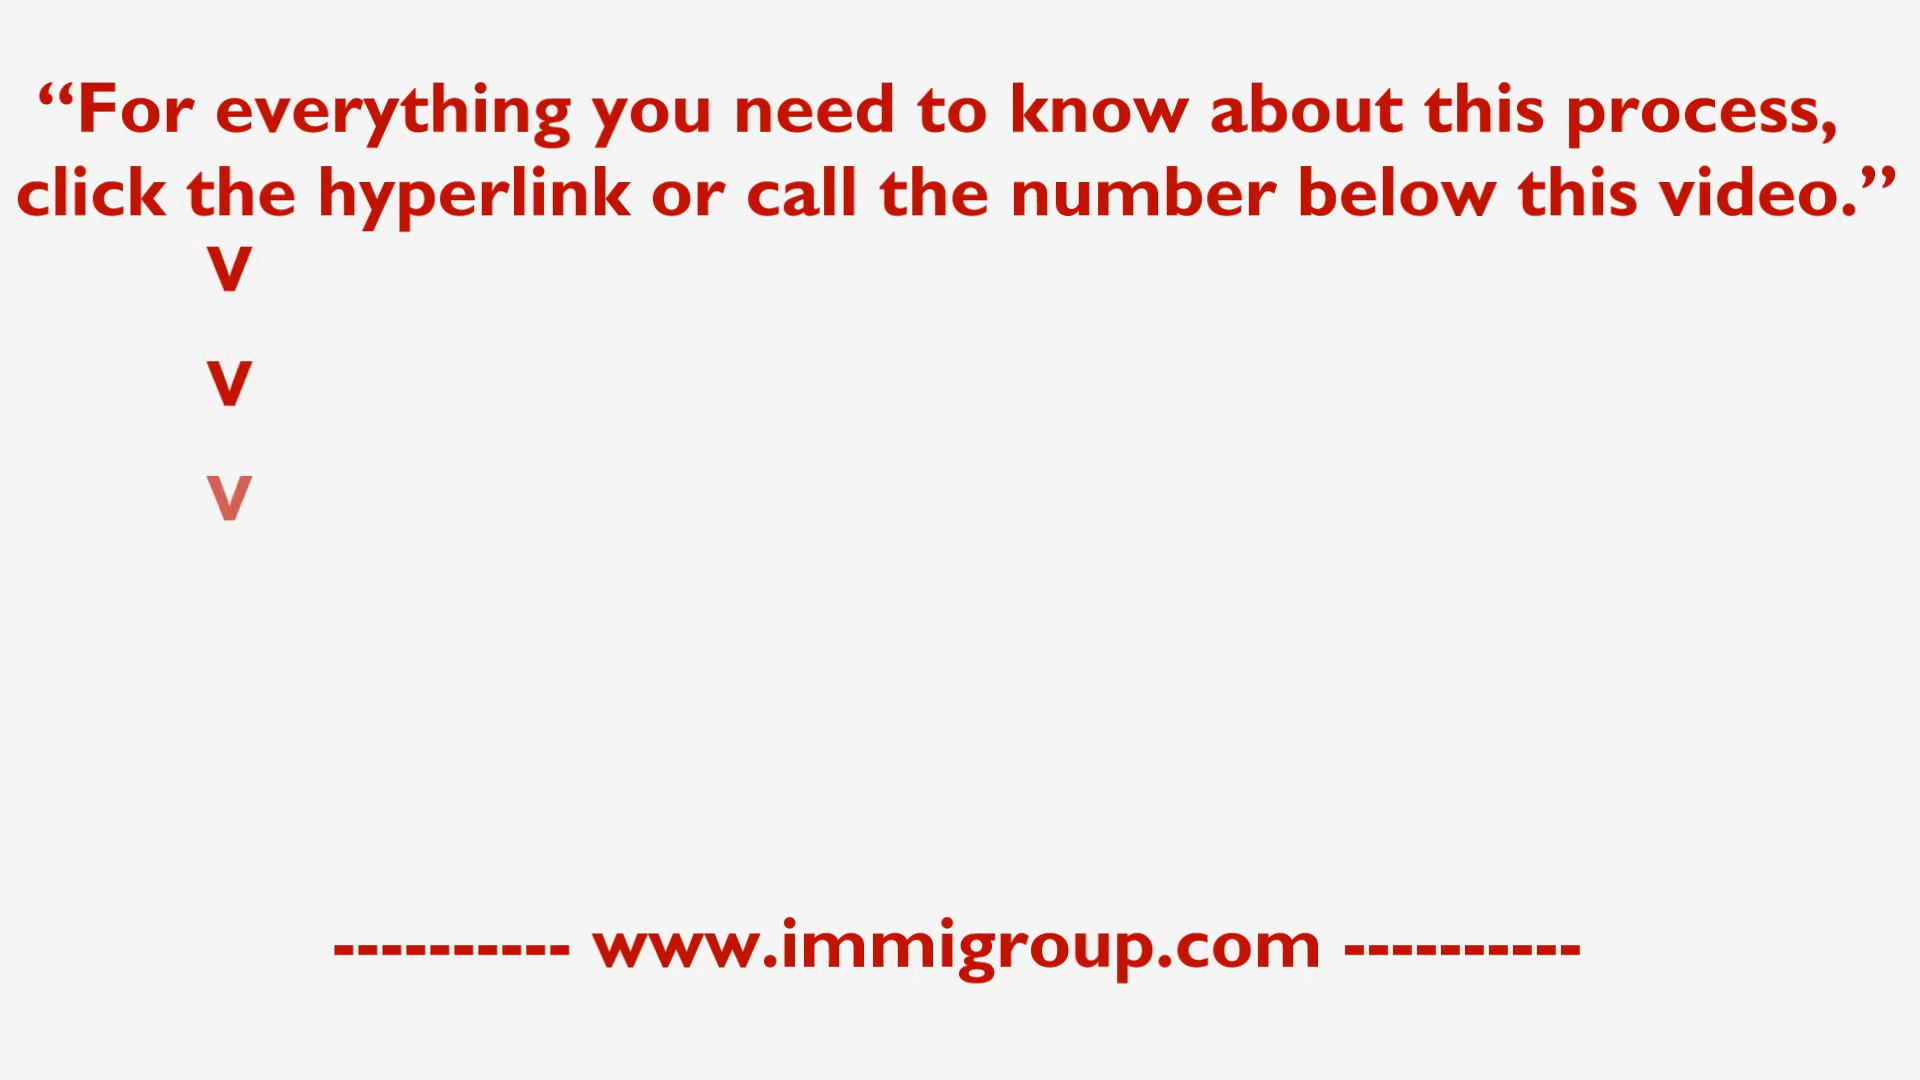 “For everything you need to know about this process,
click the hyperlink or call the number below this video.”
v
v
v
---------- www.immigroup.com ----------